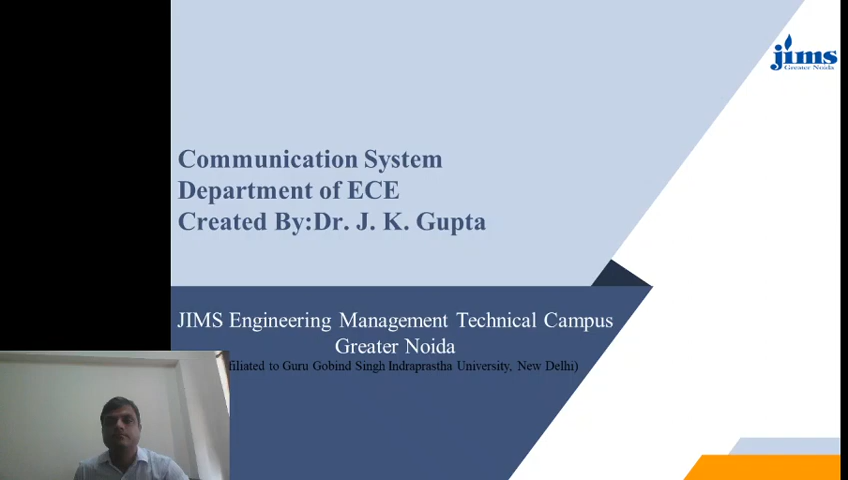 jims
Greater Noida
Communication System
Department of ECE
Created By:Dr. J. K. Gupta
JIMS Engineering Management Technical Campus
Greater Noida
filiated to Guru Gobind Singh Indraprastha University, New Delhi)